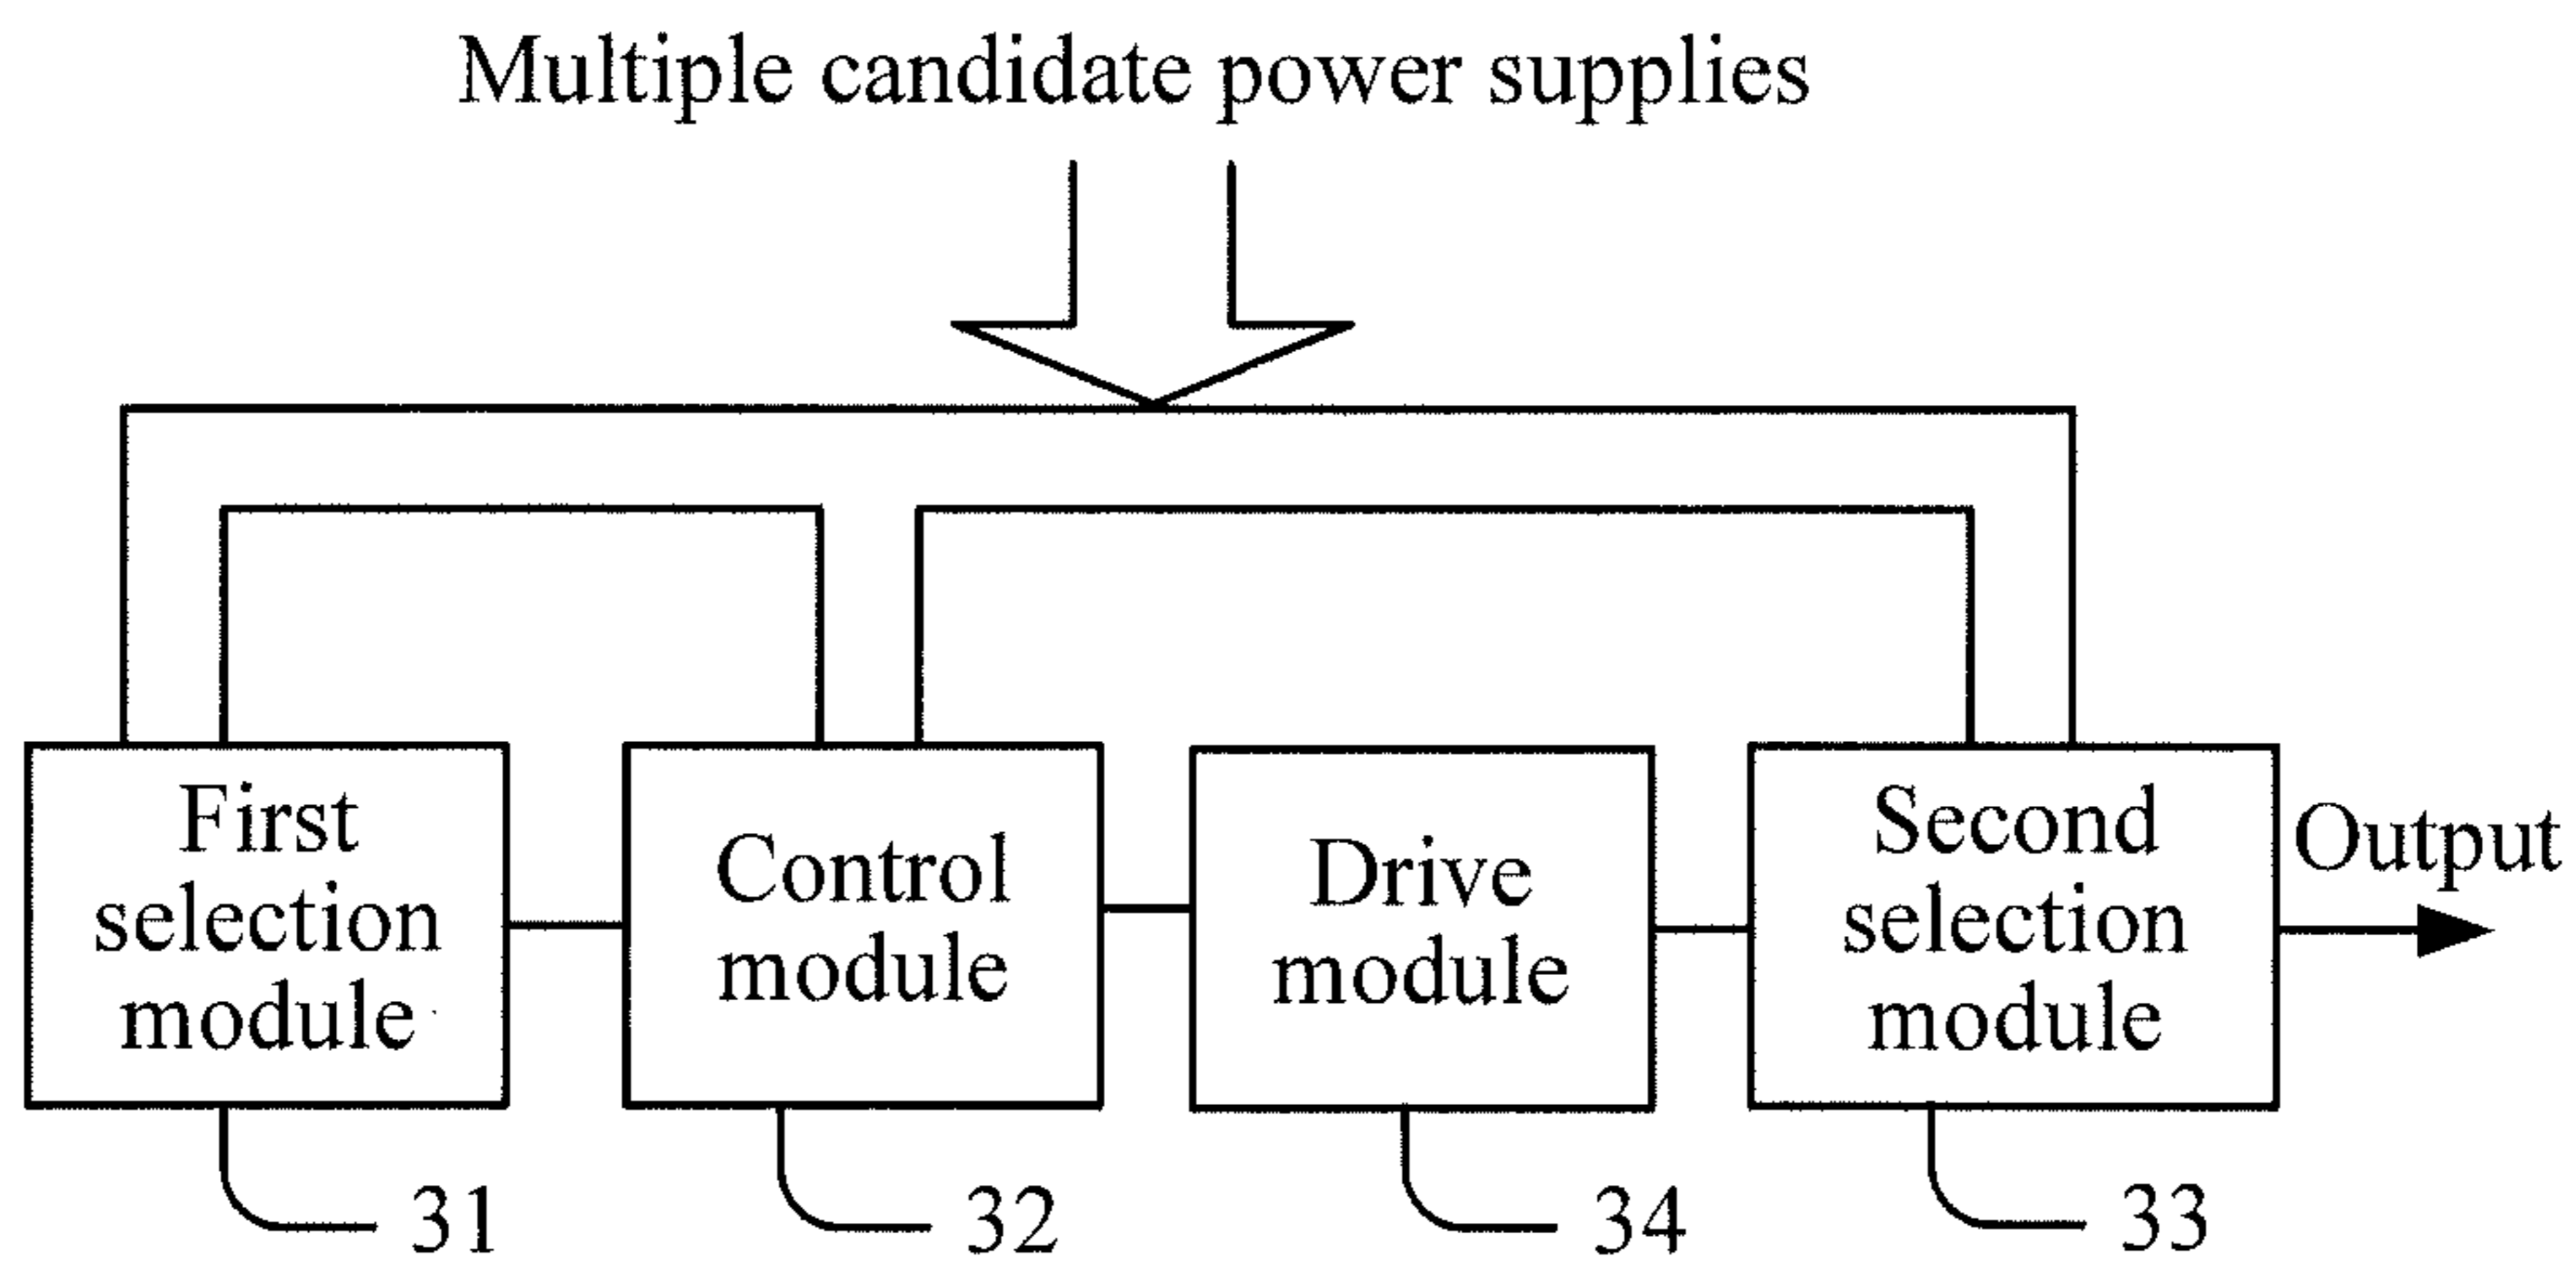 Multiple candidate power supplies
First
selection
module
Control
module
Drive
module
Second
selection
module
Output
31
32
34
33